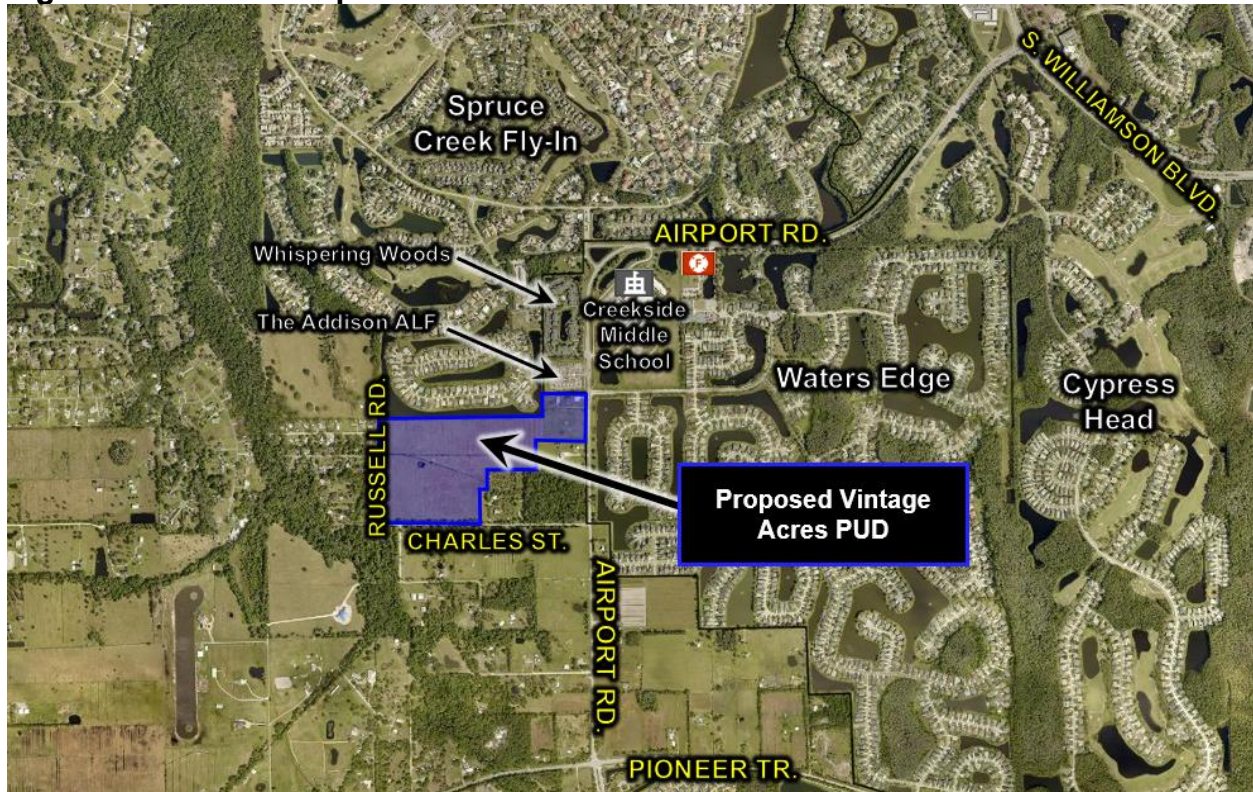 S. WILLIAMSON BLVD.
Spruce
Creek Fly-In
AIRPORT RD.
Whispering Woods
F
The Addison ALF
Creekside
Middle
School
Waters Edge
Cypress
Head
RUSSELL RD.
Proposed Vintage
Acres PUD
CHARLES ST.
AIRPORT RD.
PIONEER TR.